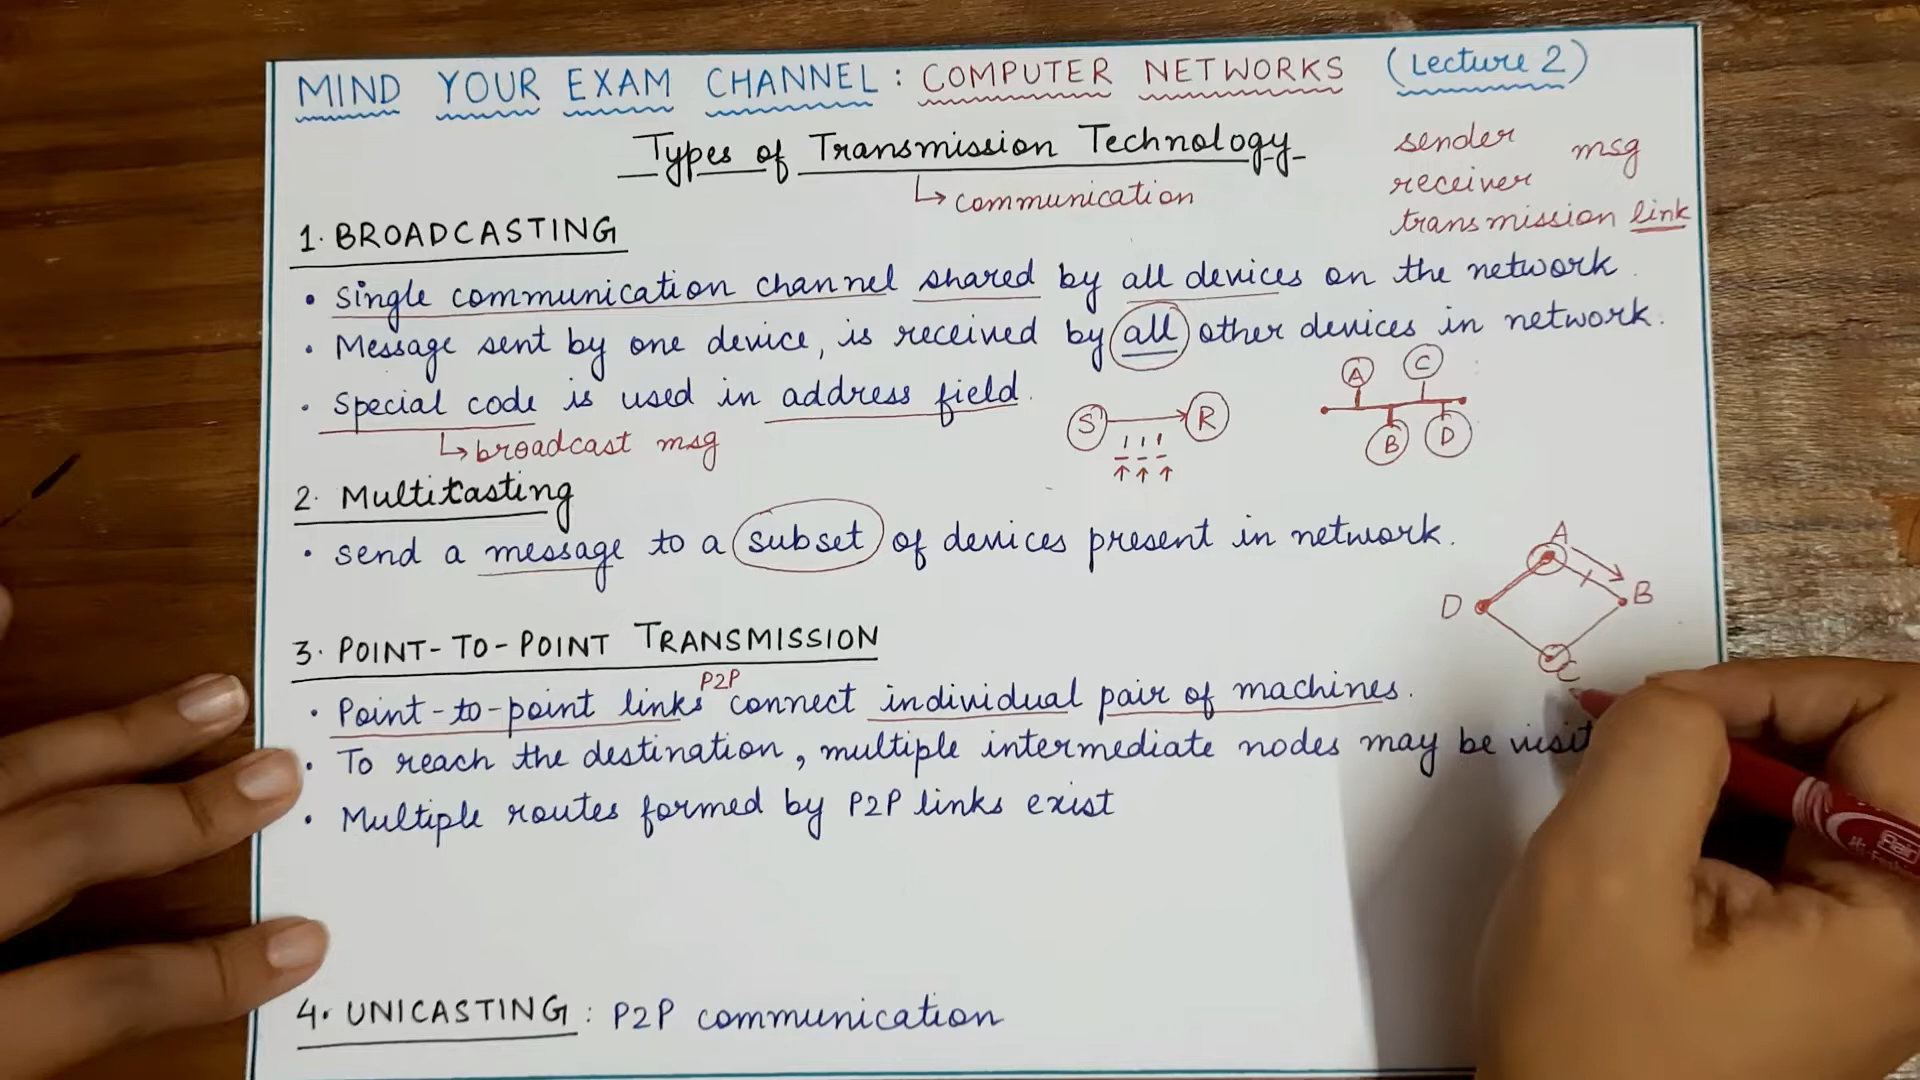 MIND YOUR EXAM CHANNEL : COMPUTER NETWORKS (Lecture 2)
Types of Transmission Technology
↳ communication
sender msg
receiver
transmission link
1. BROADCASTING
• Single communication channel shared by all devices on the network.
• Message sent by one device, is received by all other devices in network.
• Special code is used in address field.
↳ broadcast msg
S R
A C
B D
2. Multicasting
• send a message to a subset of devices present in network.
A
D B
C
3. POINT-TO-POINT TRANSMISSION
P2P
• Point-to-point links connect individual pair of machines.
• To reach the destination, multiple intermediate nodes may be visit
• Multiple routes formed by P2P links exist
4. UNICASTING : P2P communication
Flair